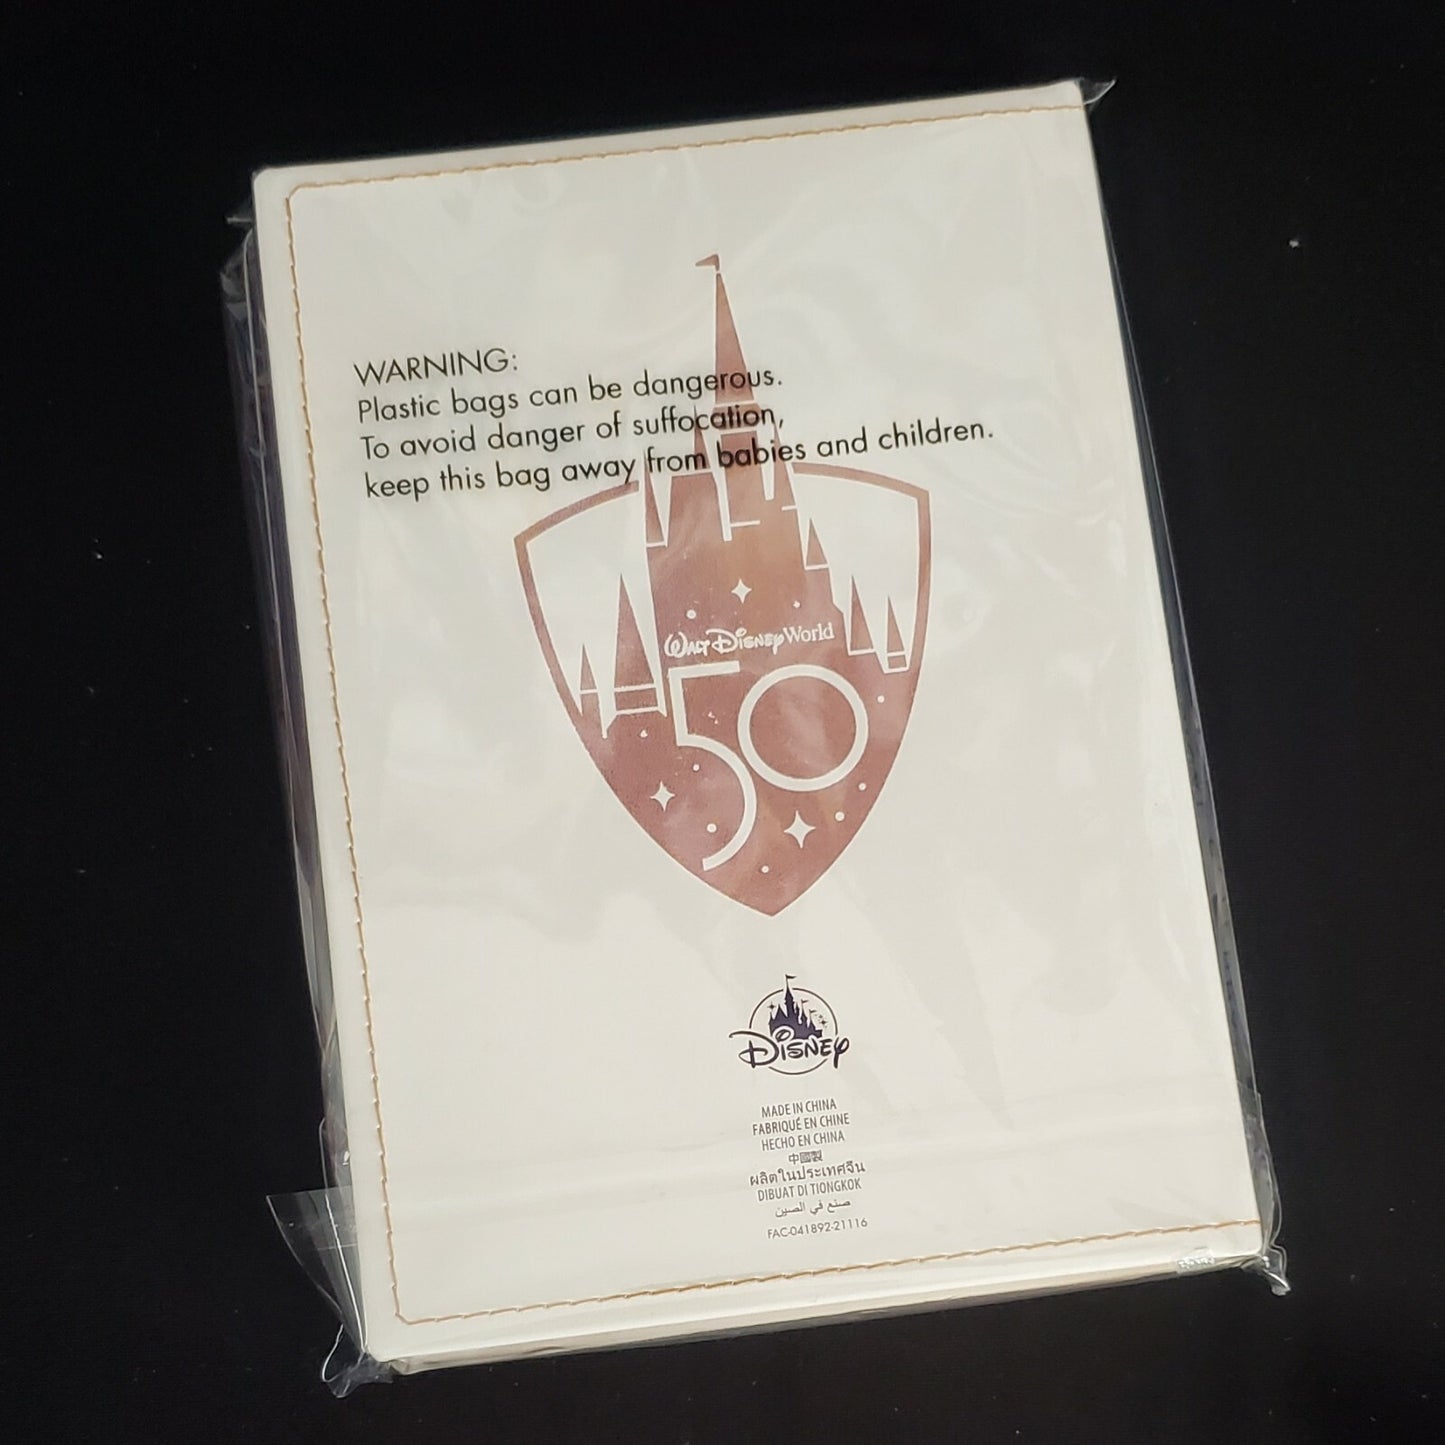 WARNING:
Plastic bags can be dangerous.
To avoid danger of suffocation,
keep this bag away from babies and children.
WALT DISNEY World
50
DISNEY
MADE IN CHINA
FABRIQUÉ EN CHINE
HECHO EN CHINA
中國製
ผลิตในประเทศจีน
DIBUAT DI TIONGKOK
صنع في الصين
FAC-041892-21116